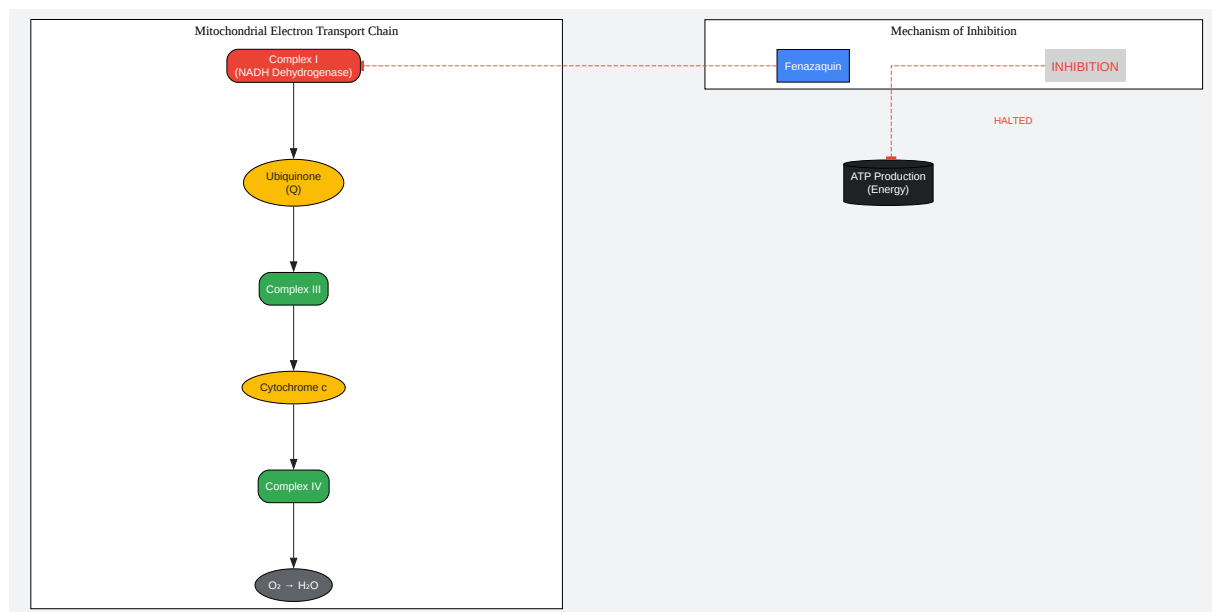 Mitochondrial Electron Transport Chain
Complex I
(NADH Dehydrogenase)
Ubiquinone
(Q)
Complex III
Cytochrome c
Complex IV
O₂ → H₂O
Mechanism of Inhibition
Fenazaquin
INHIBITION
HALTED
ATP Production
(Energy)